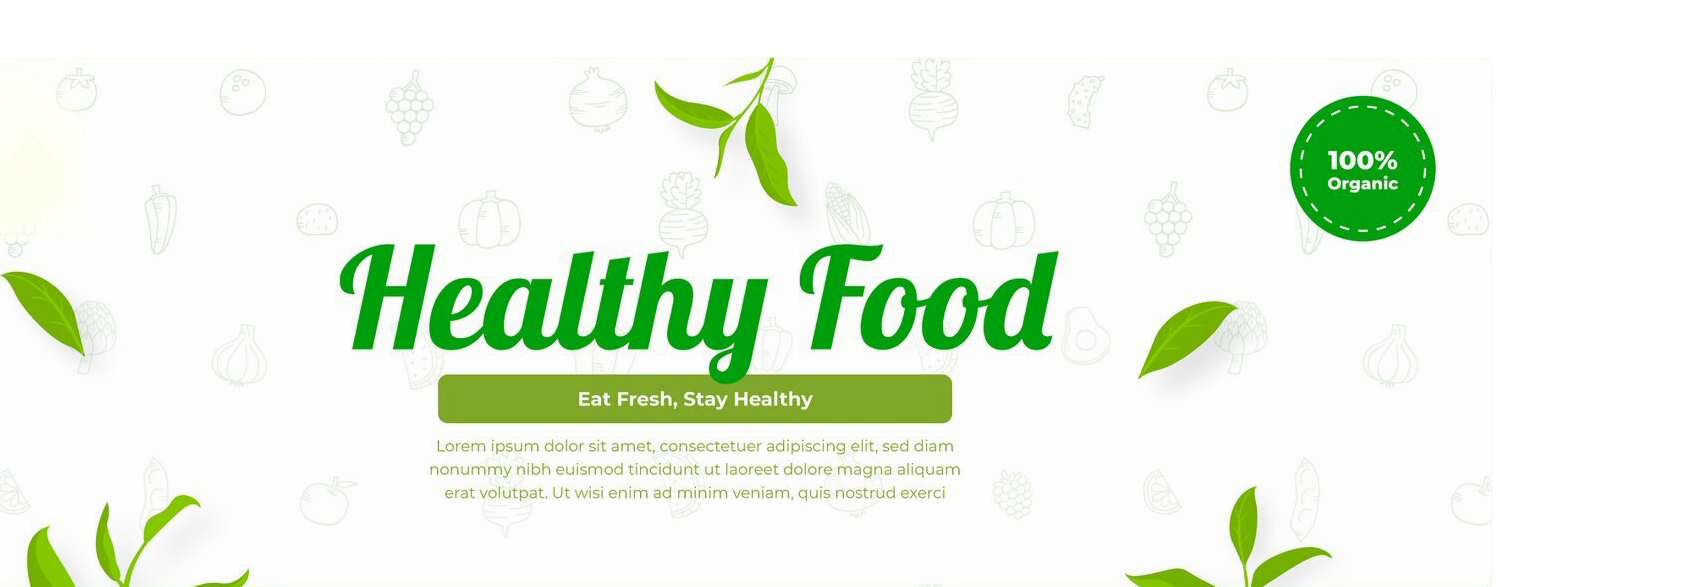 100%
Organic
Healthy Food
Eat Fresh, Stay Healthy
Lorem ipsum dolor sit amet, consectetuer adipiscing elit, sed diam
nonummy nibh euismod tincidunt ut laoreet dolore magna aliquam
erat volutpat. Ut wisi enim ad minim veniam, quis nostrud exerci